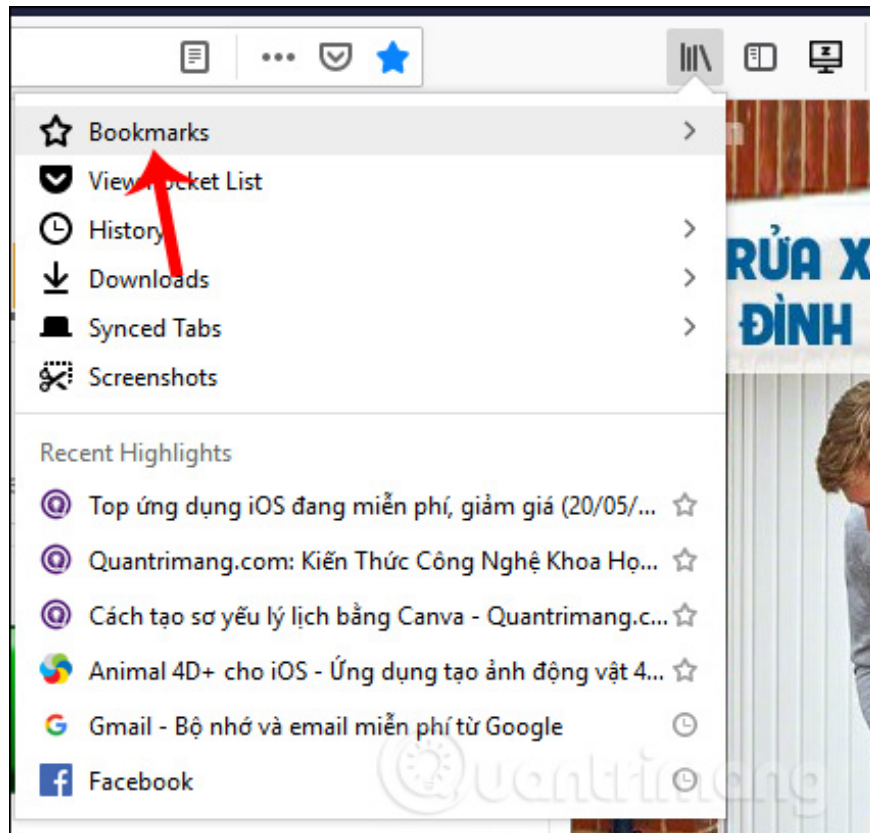 Bookmarks
View Pocket List
History
Downloads
Synced Tabs
Screenshots
RỬA X
ĐÌNH
Recent Highlights
Top ứng dụng iOS đang miễn phí, giảm giá (20/05/...
Quantrimang.com: Kiến Thức Công Nghệ Khoa Họ...
Cách tạo sơ yếu lý lịch bằng Canva - Quantrimang.c...
Animal 4D+ cho iOS - Ứng dụng tạo ảnh động vật 4...
Gmail - Bộ nhớ và email miễn phí từ Google
Facebook
Quantrimang